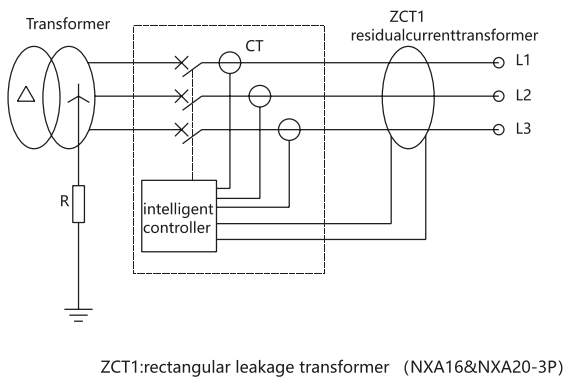 Transformer
ZCT1
residualcurrenttransformer
CT
L1
L2
L3
R
intelligent
controller
ZCT1:rectangular leakage transformer (NXA16&NXA20-3P)